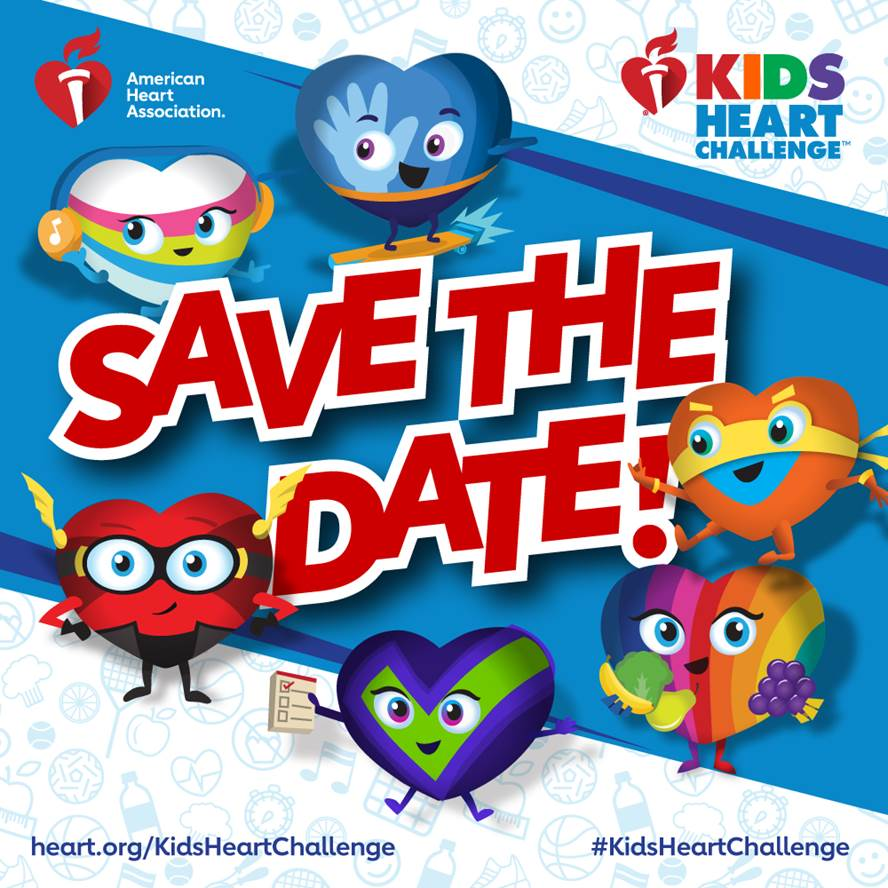 American
Heart
Association.
KIDS
HEART
CHALLENGE™
SAVE THE
DATE!
heart.org/KidsHeartChallenge
#KidsHeartChallenge